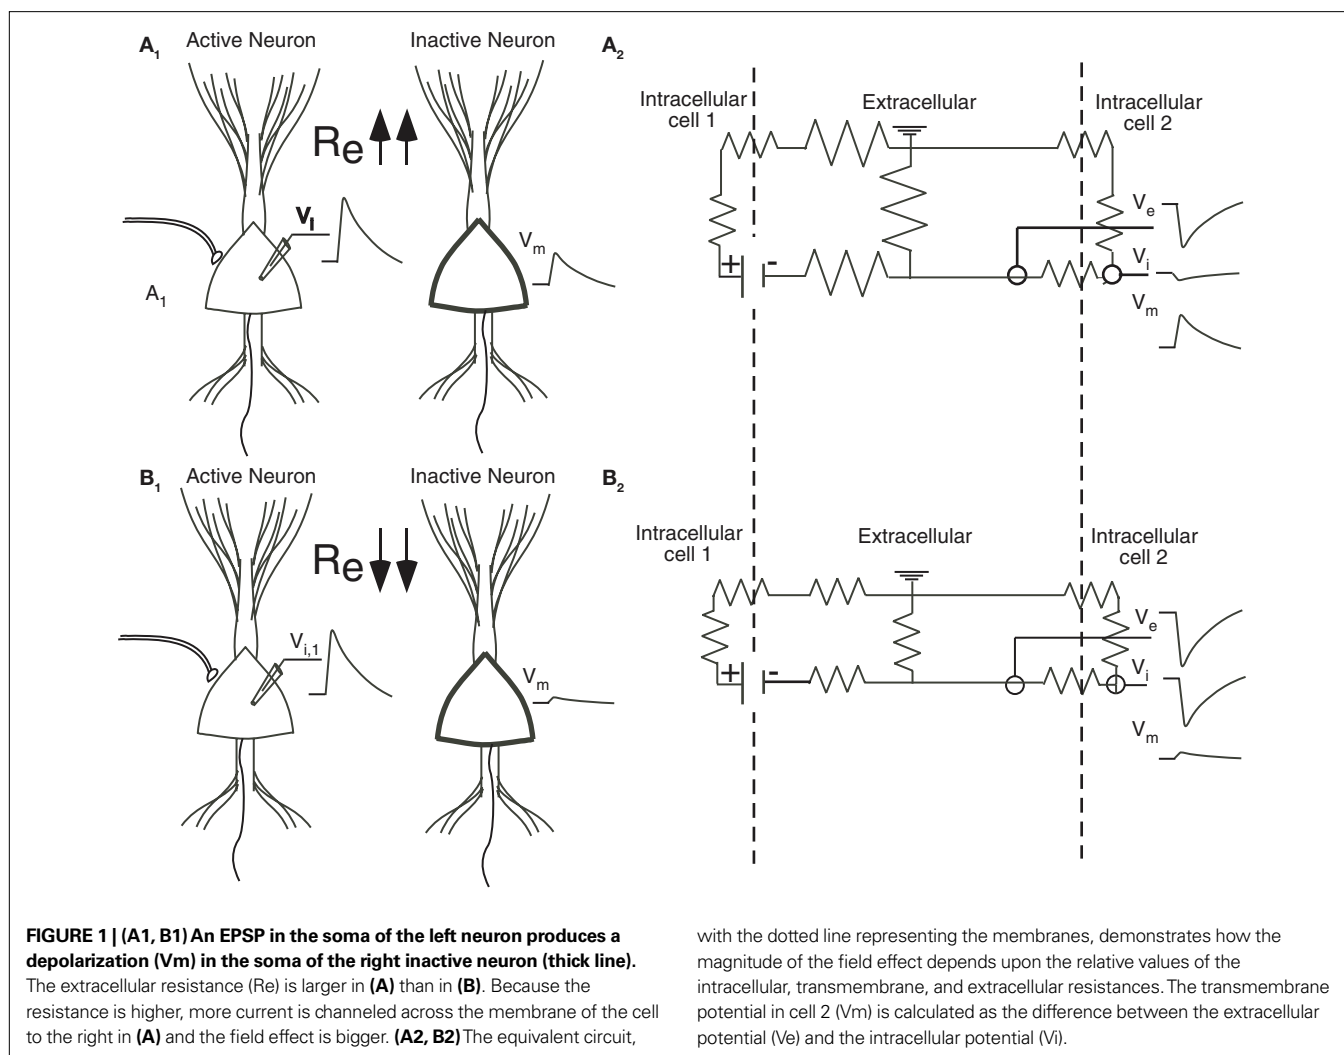 A1
Active Neuron
Inactive Neuron
Re
VI
Vm
A1
A2
Intracellular
cell 1
Extracellular
Intracellular
cell 2
+
-
Ve
Vi
Vm
B1
Active Neuron
Inactive Neuron
Re
Vi,1
Vm
B2
Intracellular
cell 1
Extracellular
Intracellular
cell 2
+
-
Ve
Vi
Vm
FIGURE 1 | (A1, B1) An EPSP in the soma of the left neuron produces a
depolarization (Vm) in the soma of the right inactive neuron (thick line).
The extracellular resistance (Re) is larger in (A) than in (B). Because the
resistance is higher, more current is channeled across the membrane of the cell
to the right in (A) and the field effect is bigger. (A2, B2) The equivalent circuit,
with the dotted line representing the membranes, demonstrates how the
magnitude of the field effect depends upon the relative values of the
intracellular, transmembrane, and extracellular resistances. The transmembrane
potential in cell 2 (Vm) is calculated as the difference between the extracellular
potential (Ve) and the intracellular potential (Vi).